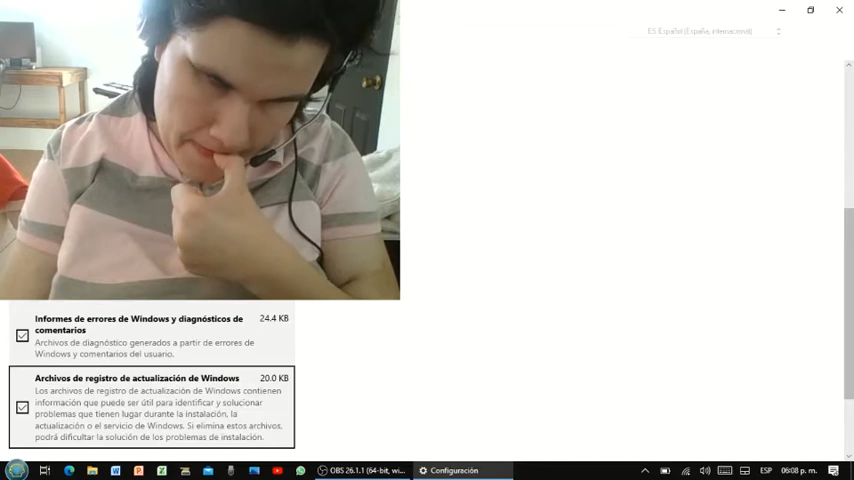 ES Español (España, internacional)
Informes de errores de Windows y diagnósticos de 24.4 KB
comentarios
Archivos de diagnóstico generados a partir de errores de
Windows y comentarios del usuario.
Archivos de registro de actualización de Windows 20.0 KB
Los archivos de registro de actualización de Windows contienen
información que puede ser útil para identificar y solucionar
problemas que tienen lugar durante la instalación, la
actualización o el servicio de Windows. Si elimina estos archivos,
podrá dificultar la solución de los problemas de instalación.
OBS 26.1.1 (64-bit, wi... Configuración ESP 06:08 p. m.